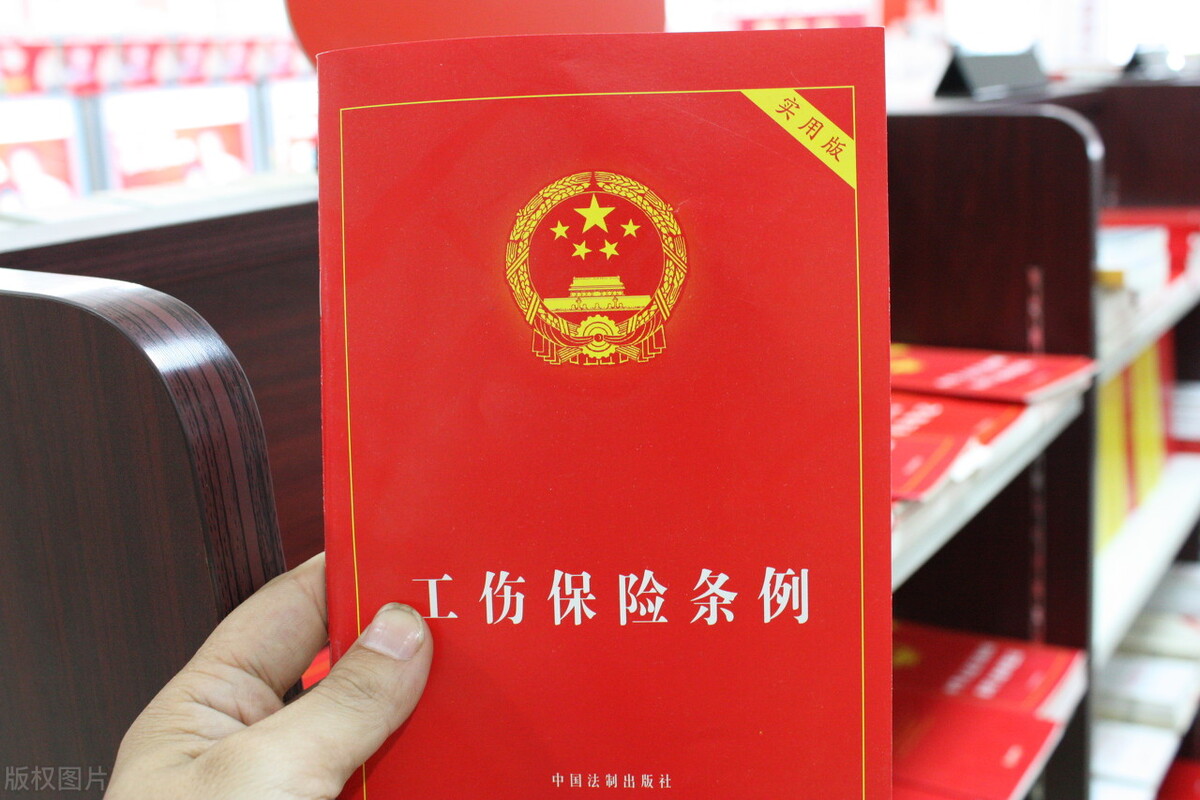 实用版
工伤保险条例
中国法制出版社
版权图片